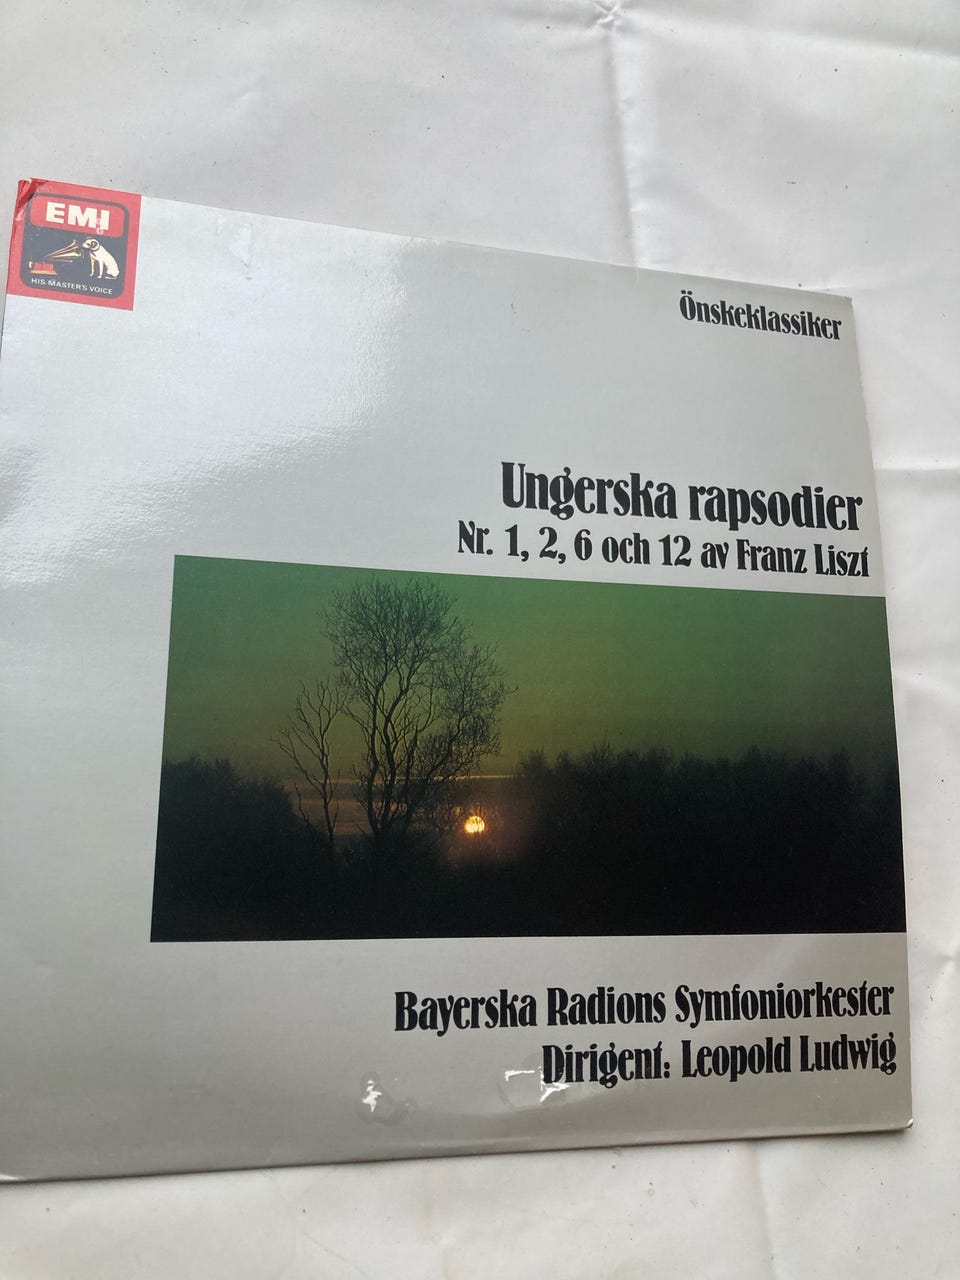 EMI
HIS MASTER'S VOICE
Önskeklassiker
Ungerska rapsodier
Nr. 1, 2, 6 och 12 av Franz Liszt
Bayerska Radions Symfoniorkester
Dirigent: Leopold Ludwig